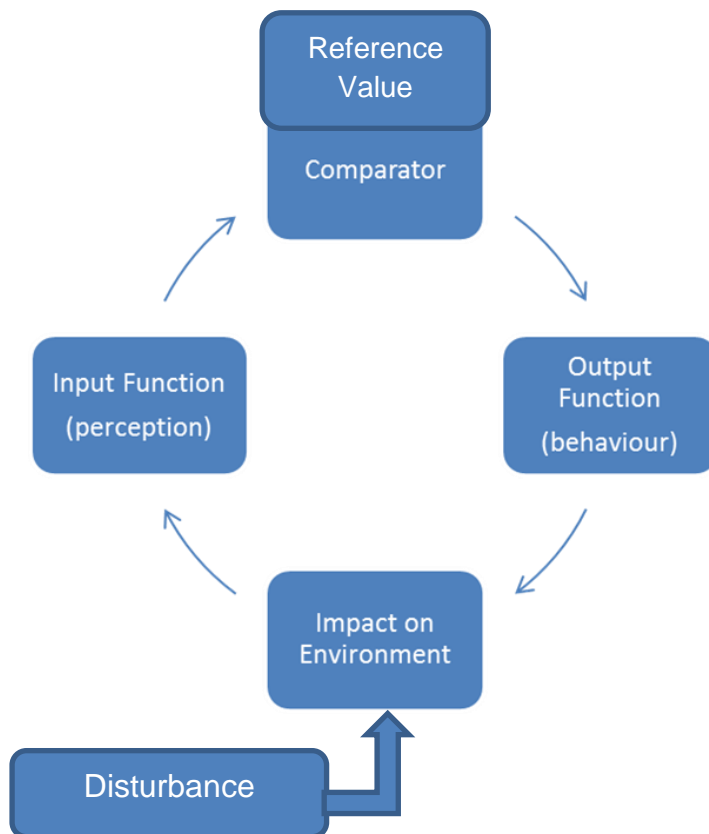 Reference
Value
Comparator
Input Function
(perception)
Output
Function
(behaviour)
Impact on
Environment
Disturbance